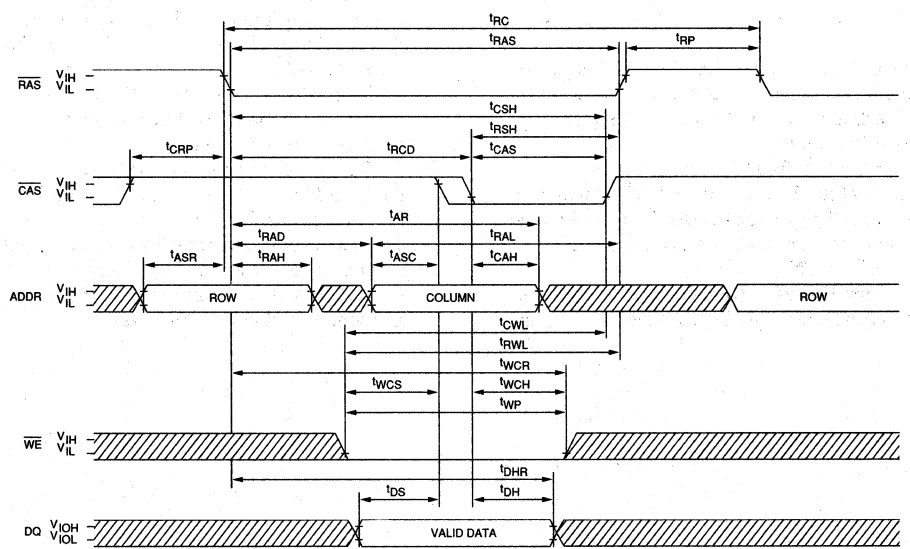 tRC
tRAS
tRP
RAS VIH
VIL
tCSH
tRSH
tCRP
tRCD
tCAS
CAS VIH
VIL
tAR
tRAD
tRAL
tASR
tRAH
tASC
tCAH
ADDR VIH
VIL
ROW
COLUMN
ROW
tCWL
tRWL
tWCR
tWCS
tWCH
tWP
WE VIH
VIL
tDHR
tDS
tDH
DQ VIOH
VIOL
VALID DATA